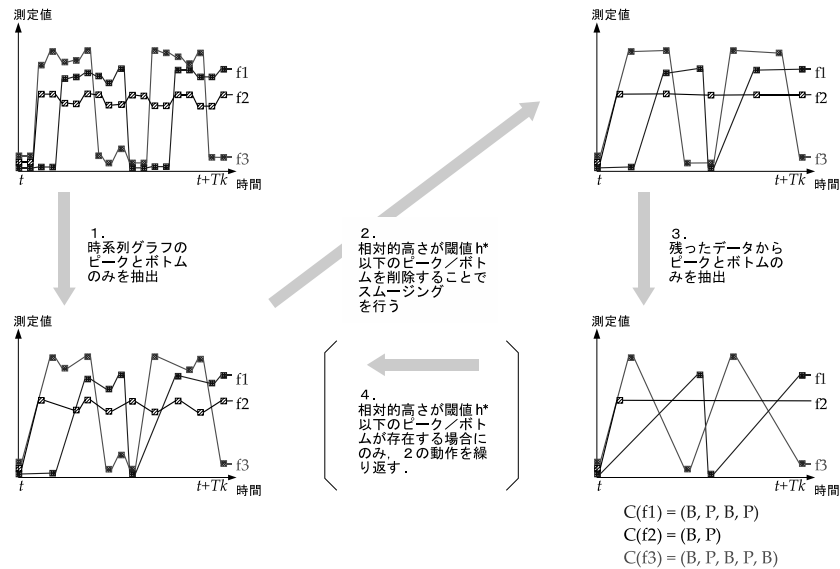 測定値
f1
f2
f3
t
t+Tk
時間
1．
時系列グラフの
ピークとボトム
のみを抽出
2．
相対的高さが閾値h*
以下のピーク／ボト
ムを削除することで
スムージング
を行う
測定値
f1
f2
f3
t
t+Tk
時間
3．
残ったデータから
ピークとボトムの
みを抽出
測定値
f1
f2
f3
t
t+Tk
時間
4．
相対的高さが閾値h*
以下のピーク／ボト
ムが存在する場合に
のみ，2の動作を繰
り返す．
測定値
f1
f2
f3
t
t+Tk
時間
C(f1) = (B, P, B, P)
C(f2) = (B, P)
C(f3) = (B, P, B, P, B)